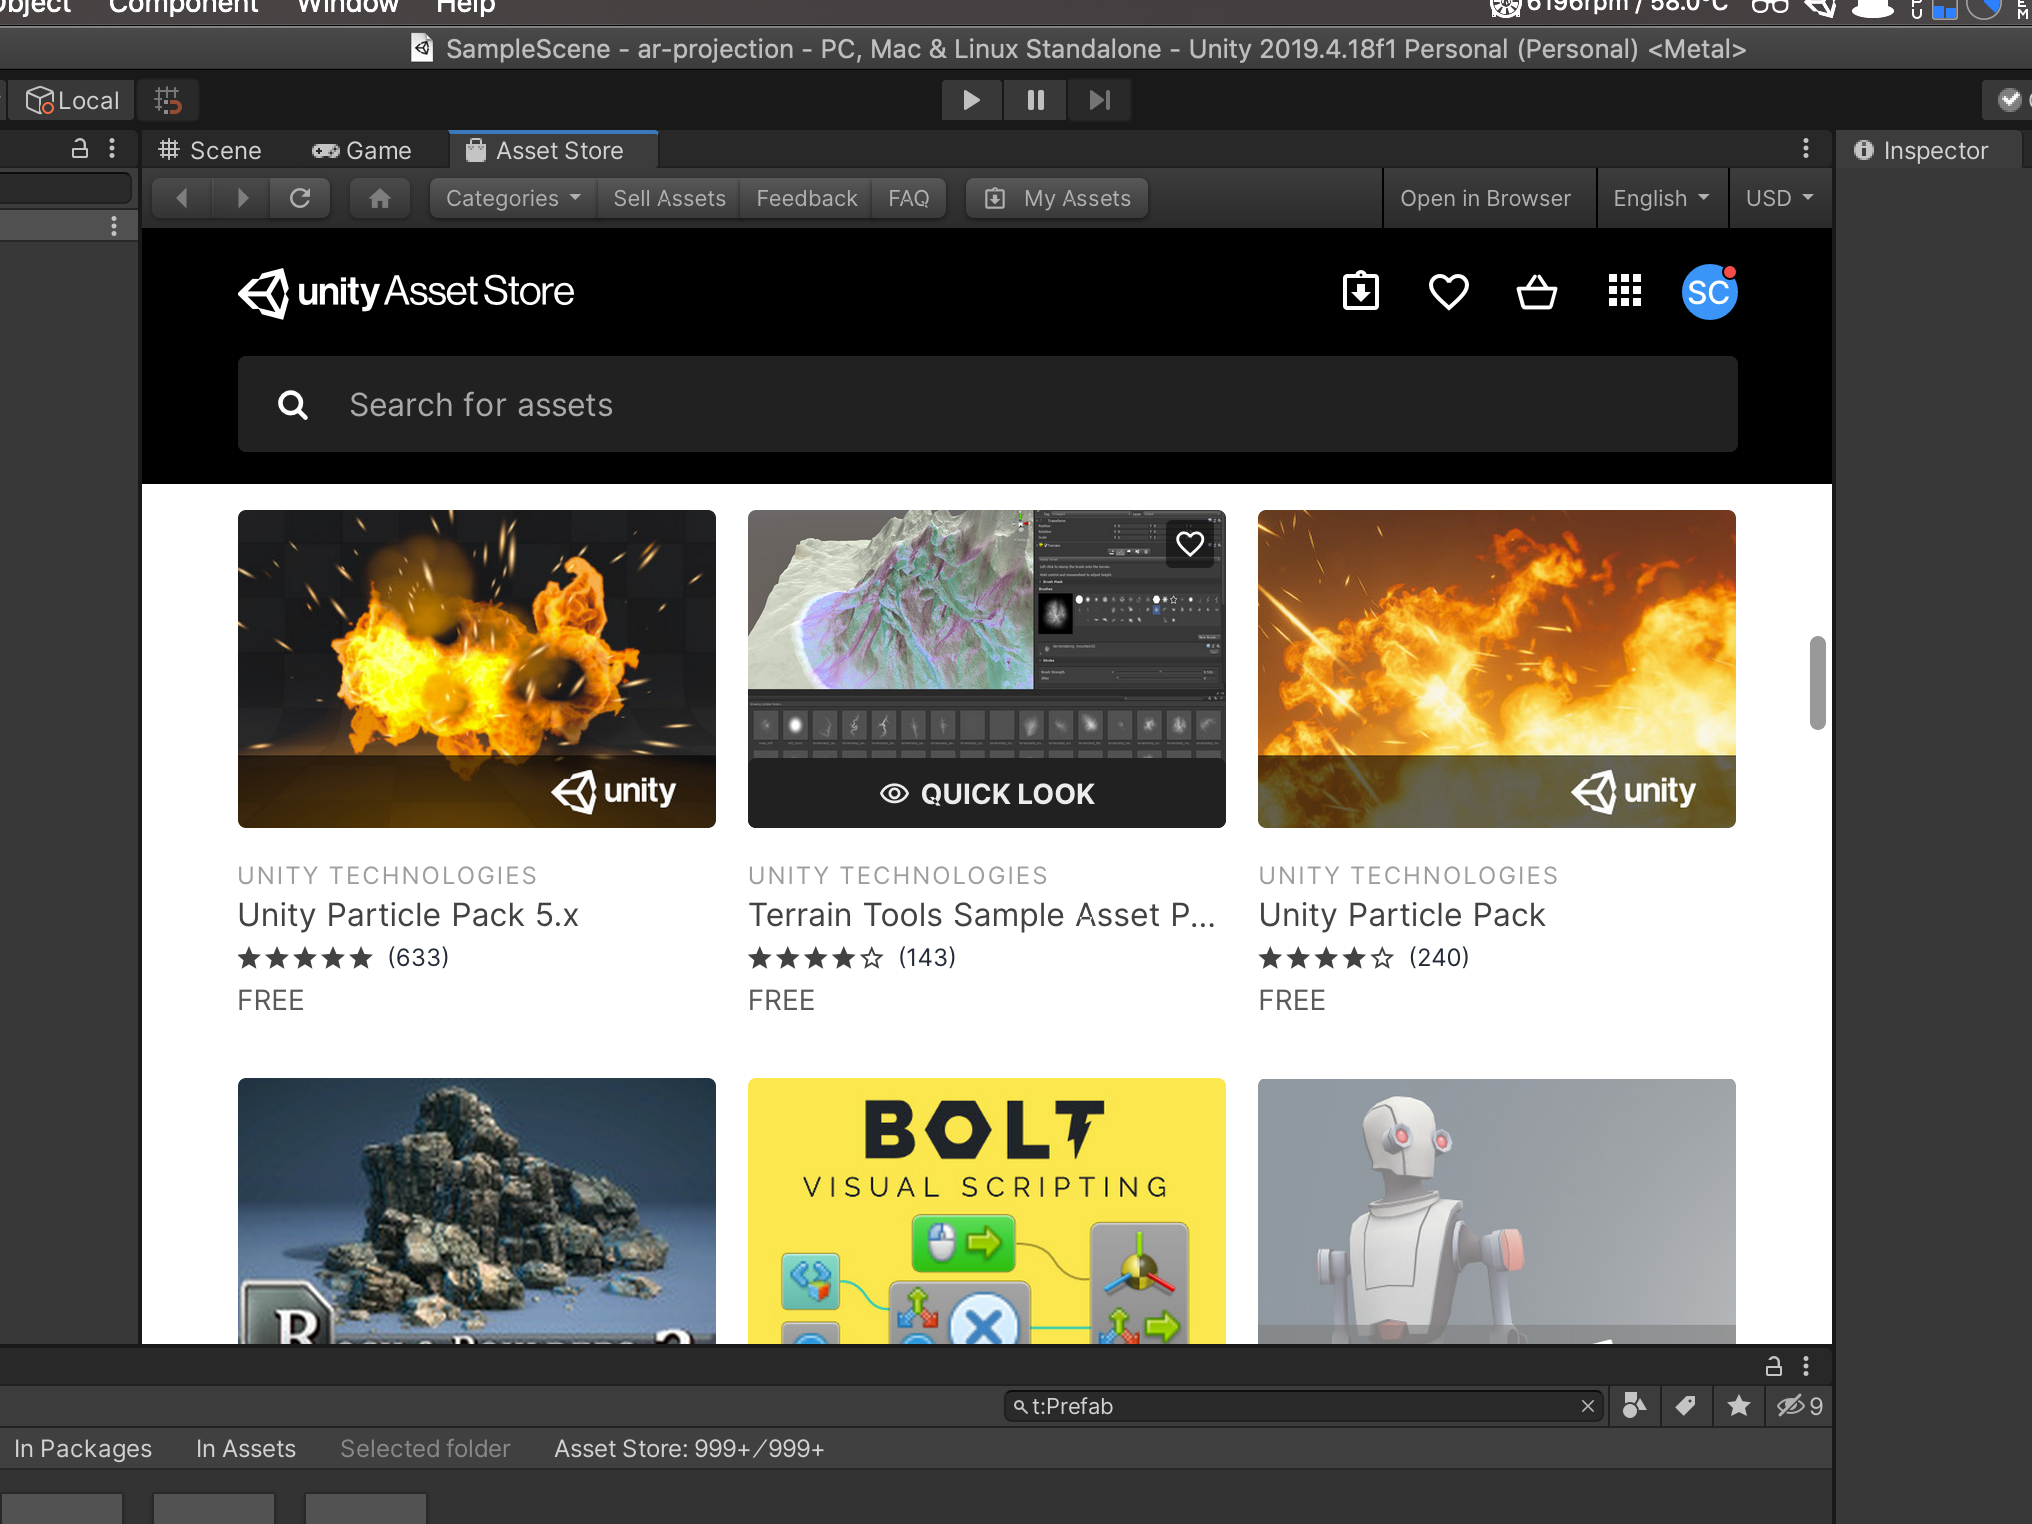 Object Component Window Help
6196rpm / 58.0°C
SampleScene - ar-projection - PC, Mac & Linux Standalone - Unity 2019.4.18f1 Personal (Personal) <Metal>
Local
Scene Game Asset Store Inspector
Categories Sell Assets Feedback FAQ My Assets Open in Browser English USD
unity Asset Store
SC
Search for assets
unity
QUICK LOOK
unity
UNITY TECHNOLOGIES
Unity Particle Pack 5.x
(633)
FREE
UNITY TECHNOLOGIES
Terrain Tools Sample Asset P...
(143)
FREE
UNITY TECHNOLOGIES
Unity Particle Pack
(240)
FREE
BOLT
VISUAL SCRIPTING
t:Prefab
9
In Packages In Assets Selected folder Asset Store: 999+/999+